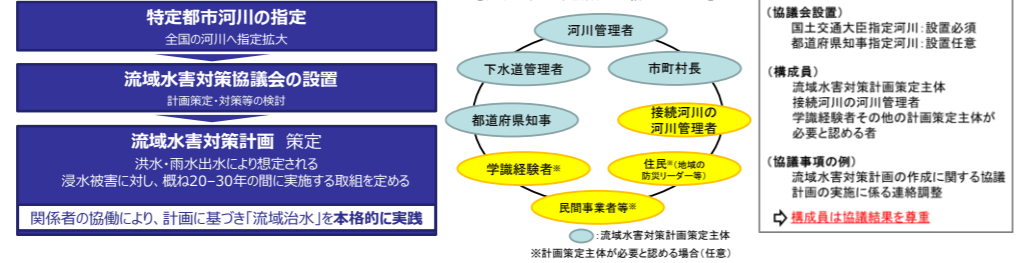 特定都市河川の指定
全国の河川へ指定拡大
流域水害対策協議会の設置
計画策定・対策等の検討
流域水害対策計画 策定
洪水・雨水出水により想定される
浸水被害に対し、概ね20−30年の間に実施する取組を定める
関係者の協働により、計画に基づき「流域治水」を本格的に実践
河川管理者
下水道管理者
市町村長
都道府県知事
接続河川の
河川管理者
学識経験者※
住民※(地域の
防災リーダー等)
民間事業者等※
:流域水害対策計画策定主体
※計画策定主体が必要と認める場合(任意)
(協議会設置)
国土交通大臣指定河川:設置必須
都道府県知事指定河川:設置任意
(構成員)
流域水害対策計画策定主体
接続河川の河川管理者
学識経験者その他の計画策定主体が
必要と認める者
(協議事項の例)
流域水害対策計画の作成に関する協議
計画の実施に係る連絡調整
⇨ 構成員は協議結果を尊重